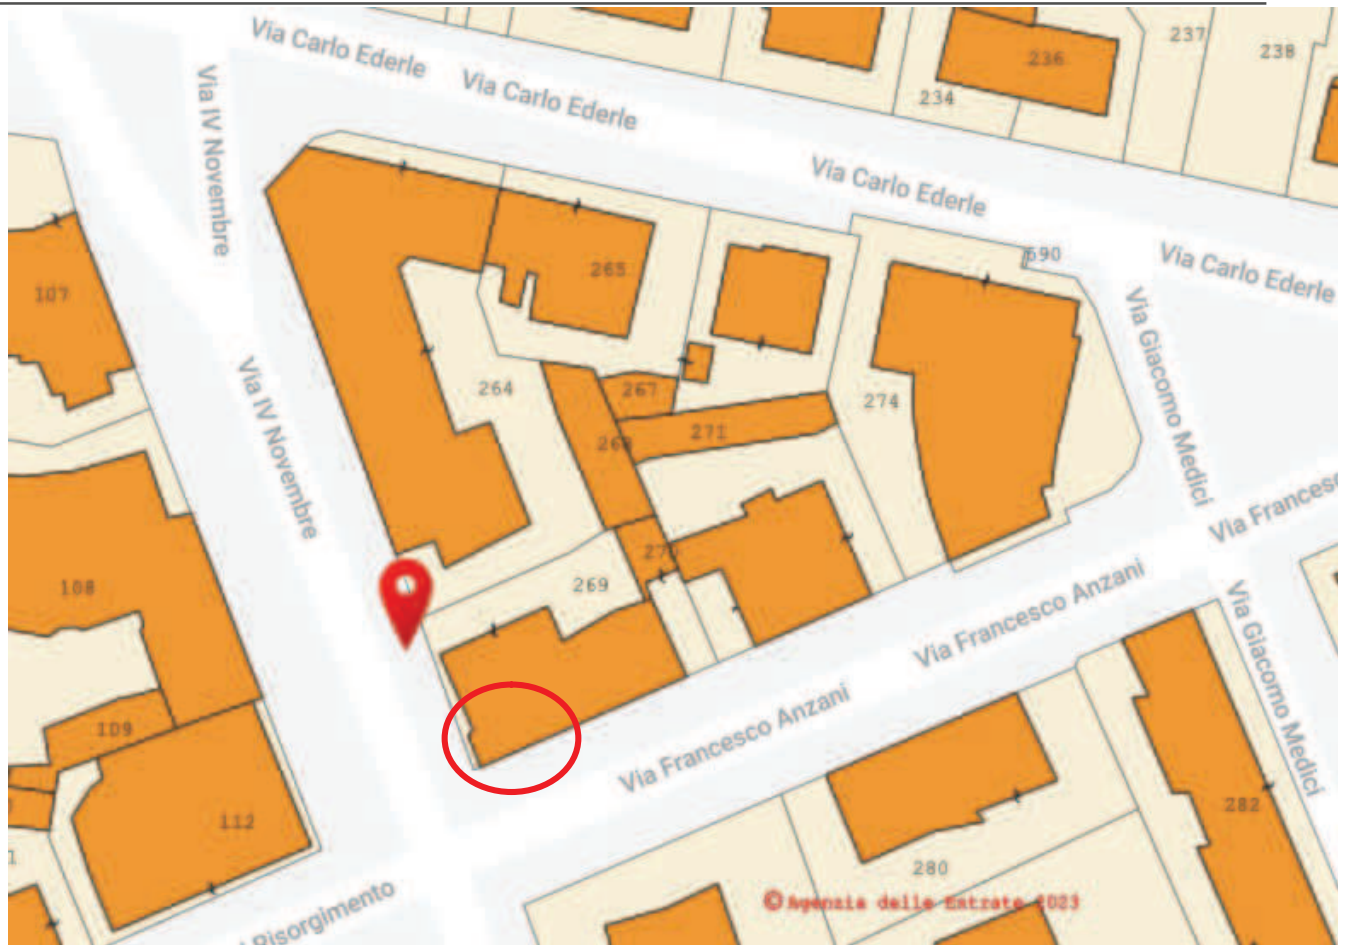 Via Carlo Ederle
Via Carlo Ederle
Via Carlo Ederle
Via Carlo Ederle
Via IV Novembre
Via IV Novembre
237
238
236
234
690
107
265
264
267
268
271
274
Via Giacomo Medici
Via Francesc
108
270
269
Via Francesco Anzani
Via Francesco Anzani
Via Giacomo Medici
109
112
282
280
Risorgimento
©Agenzia delle Entrate 2023